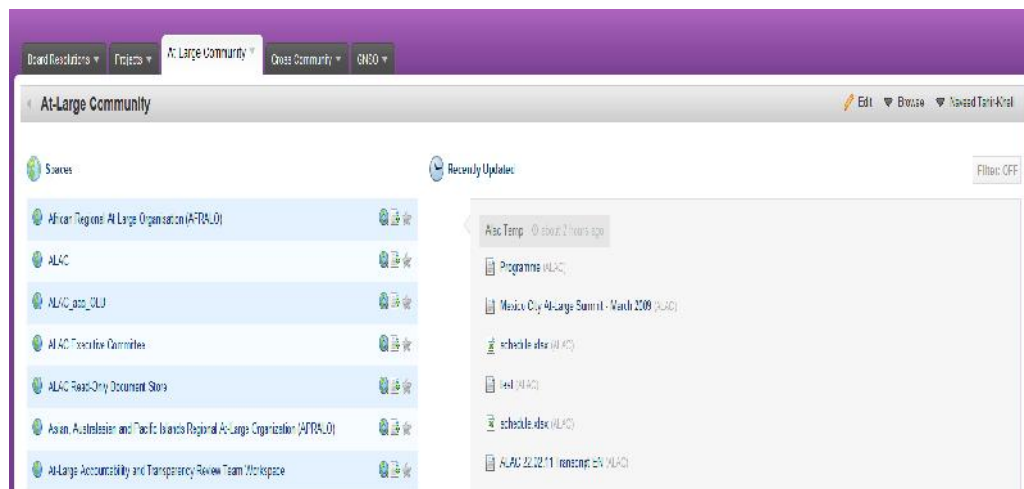 Board Resolutions
Projects
At-Large Community
Cross Community
GNSO
At-Large Community
Edit
Browse
Spaces
Recently Updated
Filter: OFF
African Regional At-Large Organisation (AFRALO)
ALAC
ALAC Executive Committee
ALAC Read-Only Document Store
Asian, Australasian and Pacific Islands Regional At-Large Organization (APRALO)
At-Large Accountability and Transparency Review Team Workspace
Alac Temp about 2 hours ago
Programme (ALAC)
Mexico City At-Large Summit - March 2009 (ALAC)
schedule.xlsx (ALAC)
test (ALAC)
schedule.xlsx (ALAC)
ALAC 22.02.11 Transcript EN (ALAC)